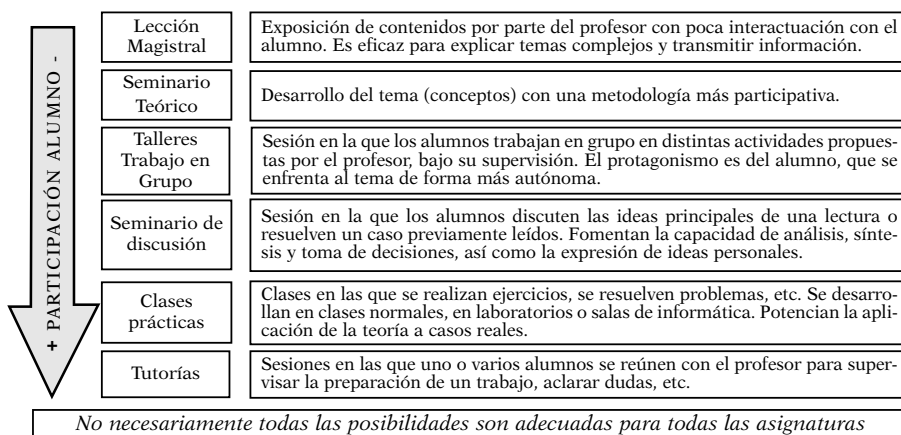 + PARTICIPACIÓN ALUMNO -
Lección
Magistral
Exposición de contenidos por parte del profesor con poca interactuación con el
alumno. Es eficaz para explicar temas complejos y transmitir información.
Seminario
Teórico
Desarrollo del tema (conceptos) con una metodología más participativa.
Talleres
Trabajo en
Grupo
Sesión en la que los alumnos trabajan en grupo en distintas actividades propues-
tas por el profesor, bajo su supervisión. El protagonismo es del alumno, que se
enfrenta al tema de forma más autónoma.
Seminario de
discusión
Sesión en la que los alumnos discuten las ideas principales de una lectura o
resuelven un caso previamente leídos. Fomentan la capacidad de análisis, sínte-
sis y toma de decisiones, así como la expresión de ideas personales.
Clases
prácticas
Clases en las que se realizan ejercicios, se resuelven problemas, etc. Se desarro-
llan en clases normales, en laboratorios o salas de informática. Potencian la apli-
cación de la teoría a casos reales.
Tutorías
Sesiones en las que uno o varios alumnos se reúnen con el profesor para super-
visar la preparación de un trabajo, aclarar dudas, etc.
No necesariamente todas las posibilidades son adecuadas para todas las asignaturas